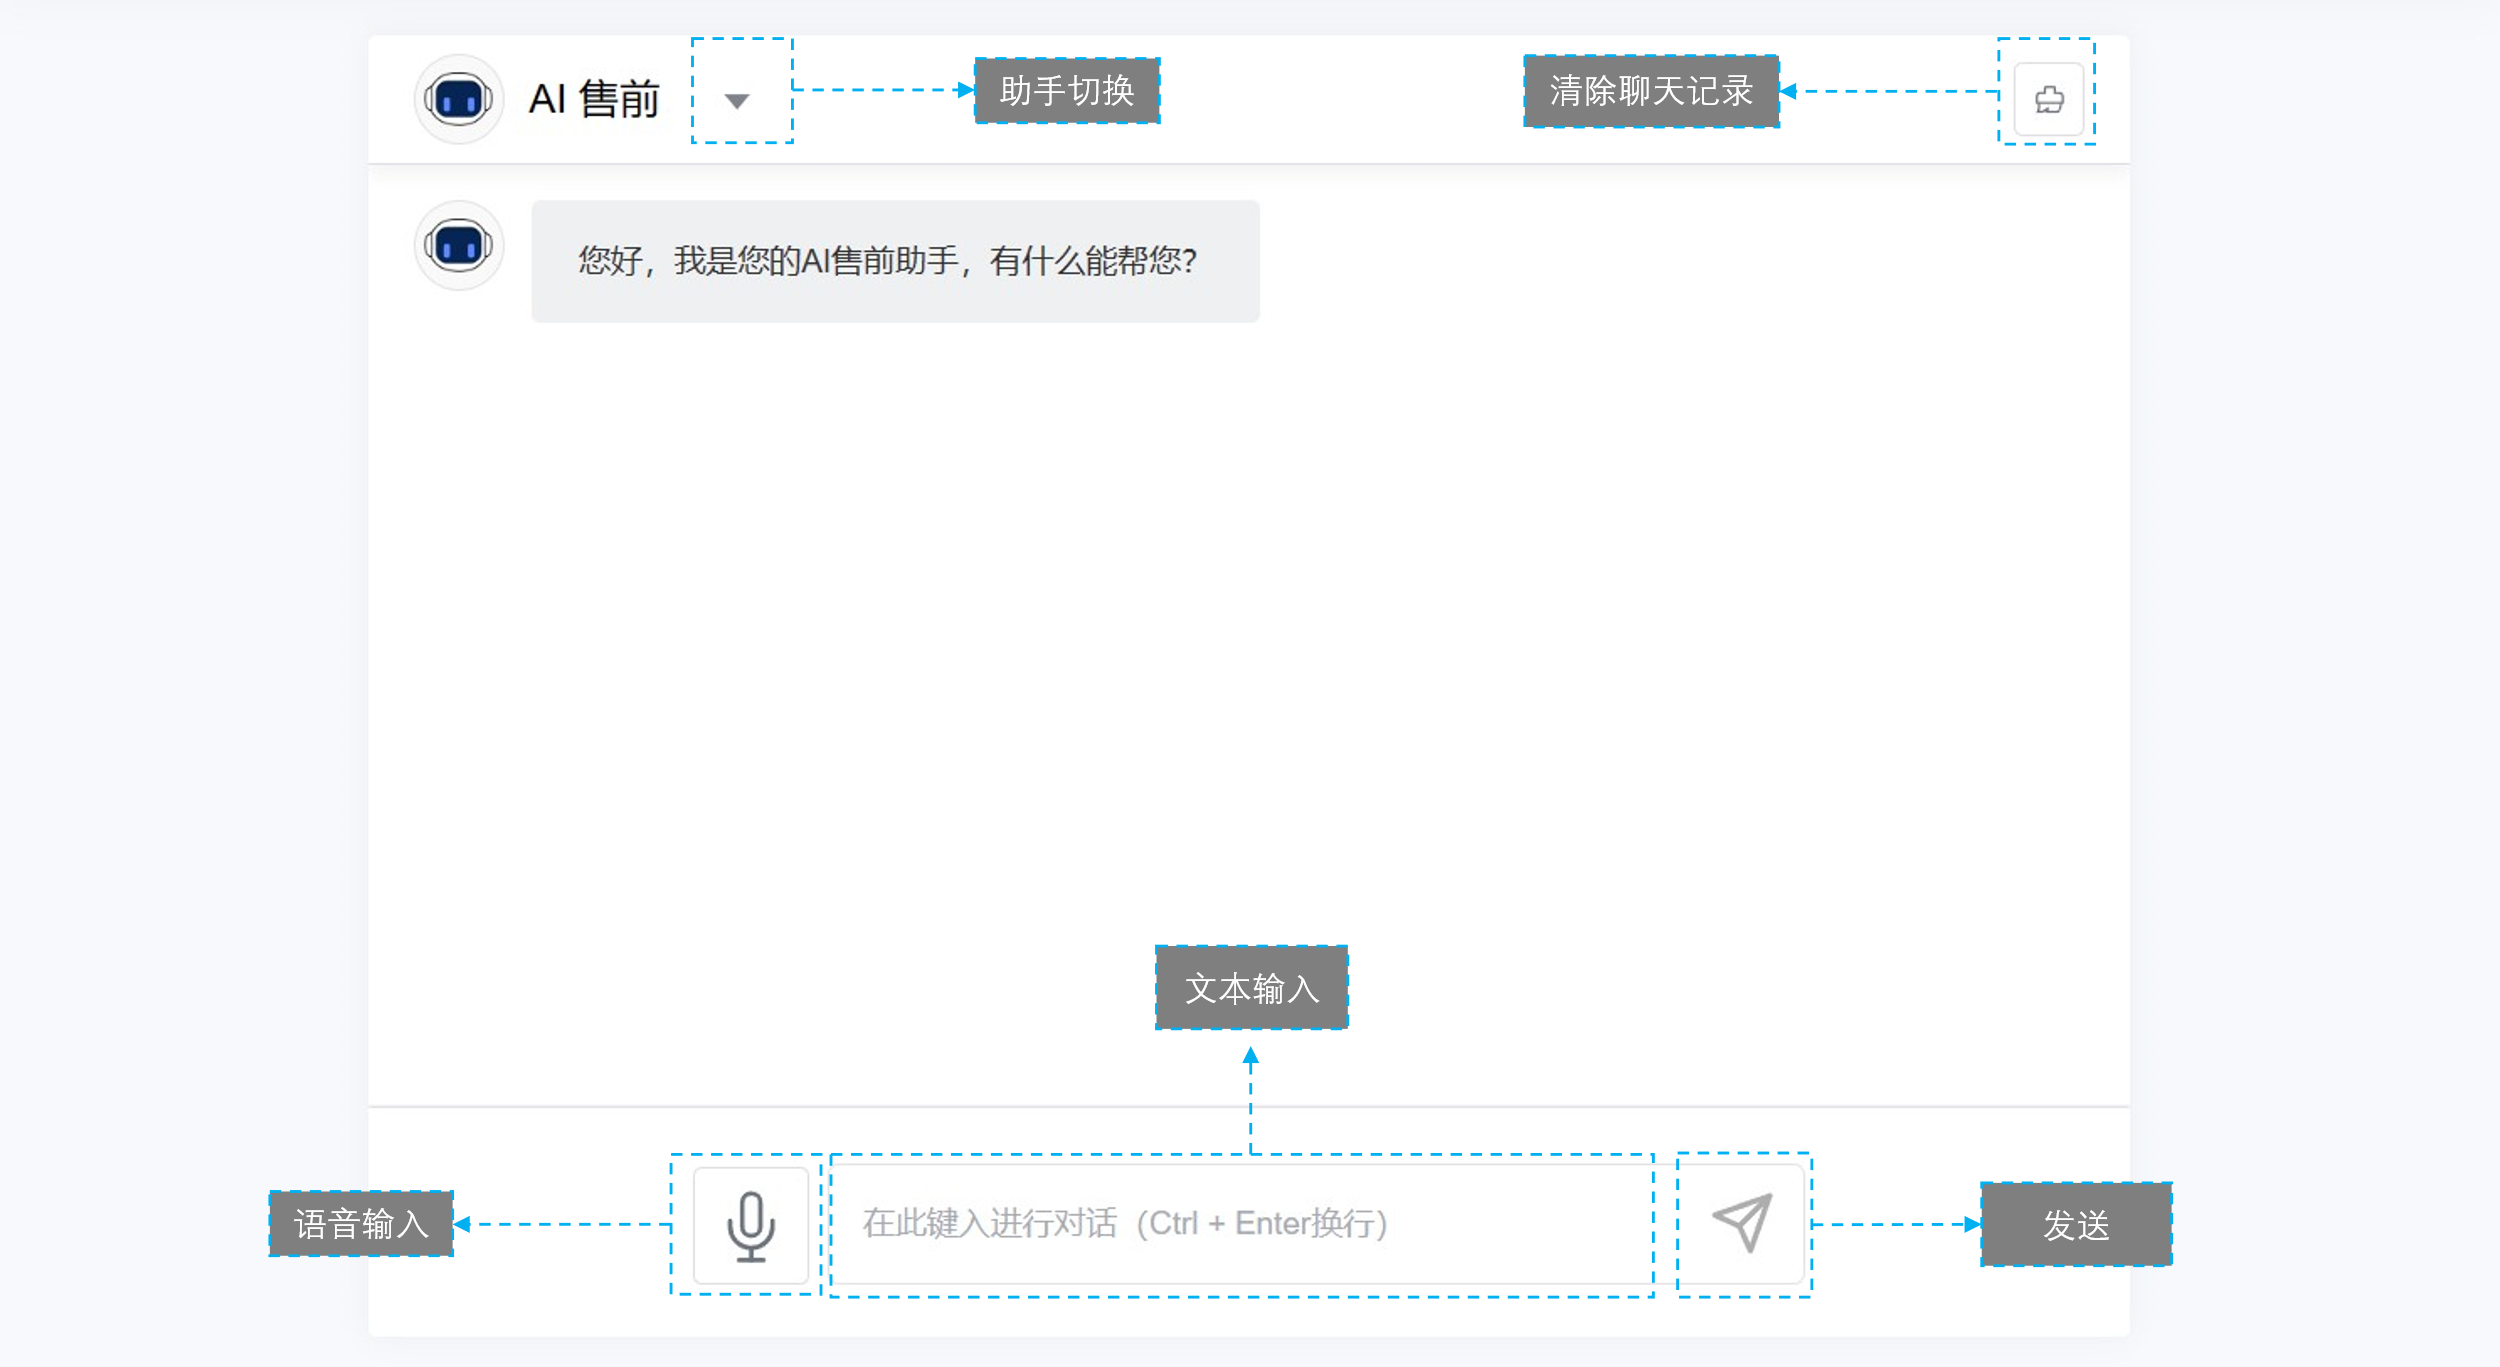 AI 售前
助手切换
清除聊天记录
您好，我是您的AI售前助手，有什么能帮您?
文本输入
语音输入
在此键入进行对话（Ctrl + Enter换行)
发送